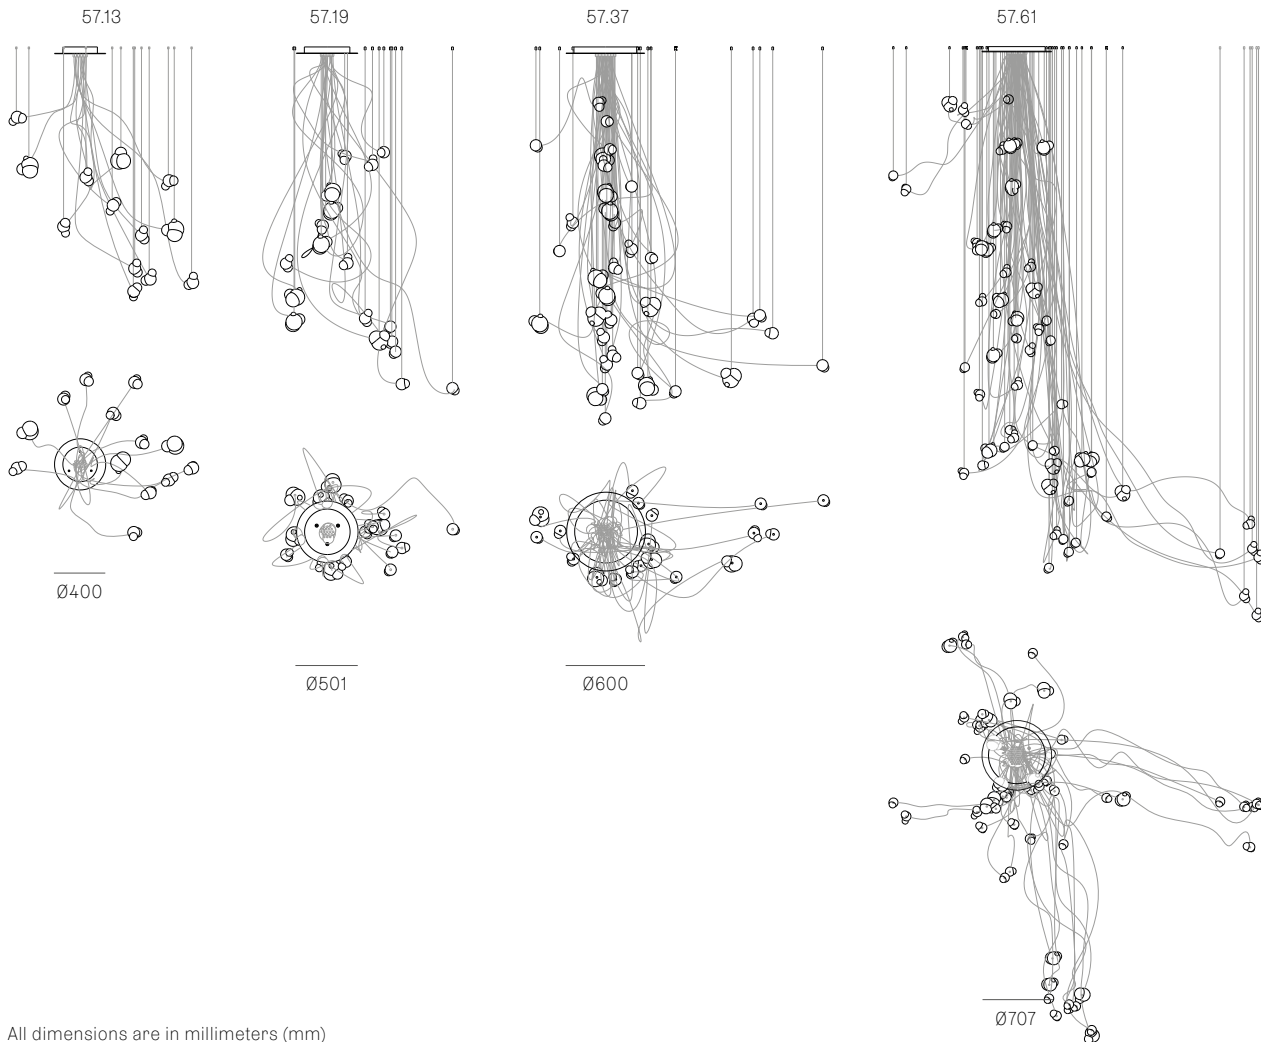 57.13
57.19
57.37
57.61
Ø400
Ø501
Ø600
Ø707
All dimensions are in millimeters (mm)